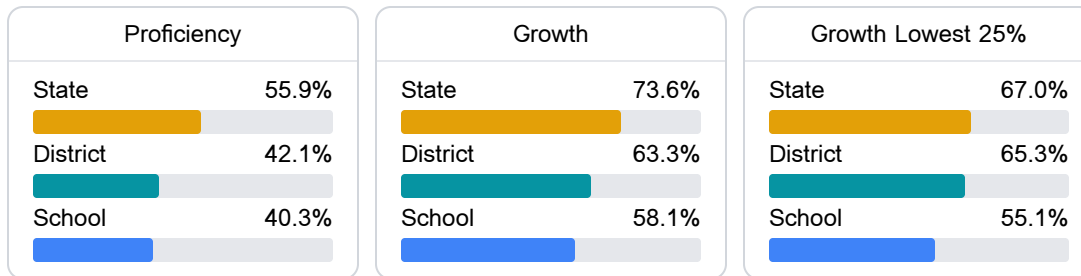 Proficiency
State 55.9%
District 42.1%
School 40.3%
Growth
State 73.6%
District 63.3%
School 58.1%
Growth Lowest 25%
State 67.0%
District 65.3%
School 55.1%